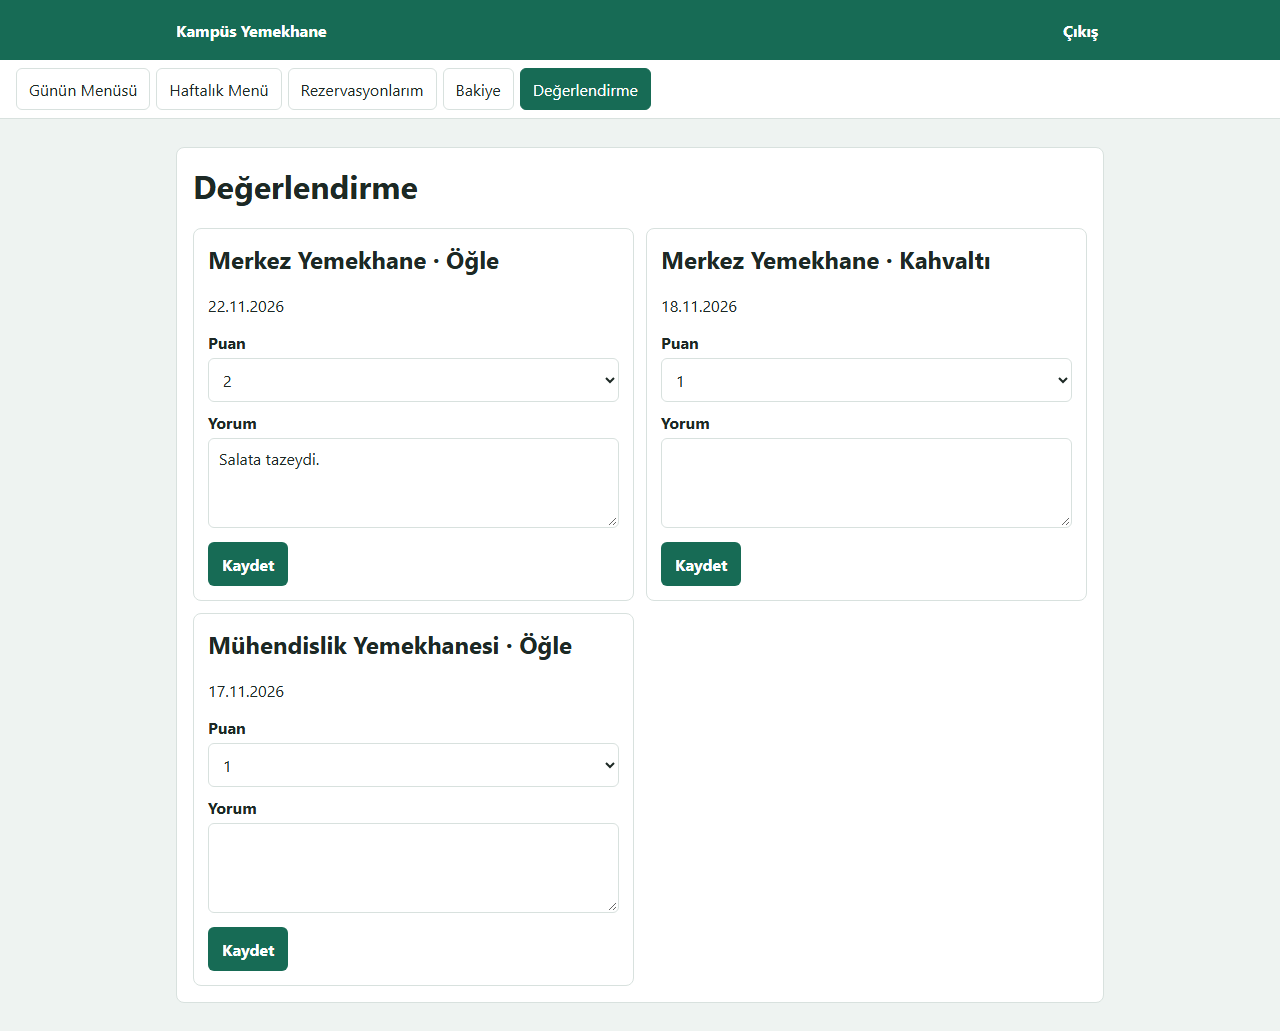 Kampüs Yemekhane
Çıkış
Günün Menüsü
Haftalık Menü
Rezervasyonlarım
Bakiye
Değerlendirme
Değerlendirme
Merkez Yemekhane · Öğle
22.11.2026
Puan
2
Yorum
Salata tazeydi.
Kaydet
Merkez Yemekhane · Kahvaltı
18.11.2026
Puan
1
Yorum
Kaydet
Mühendislik Yemekhanesi · Öğle
17.11.2026
Puan
1
Yorum
Kaydet